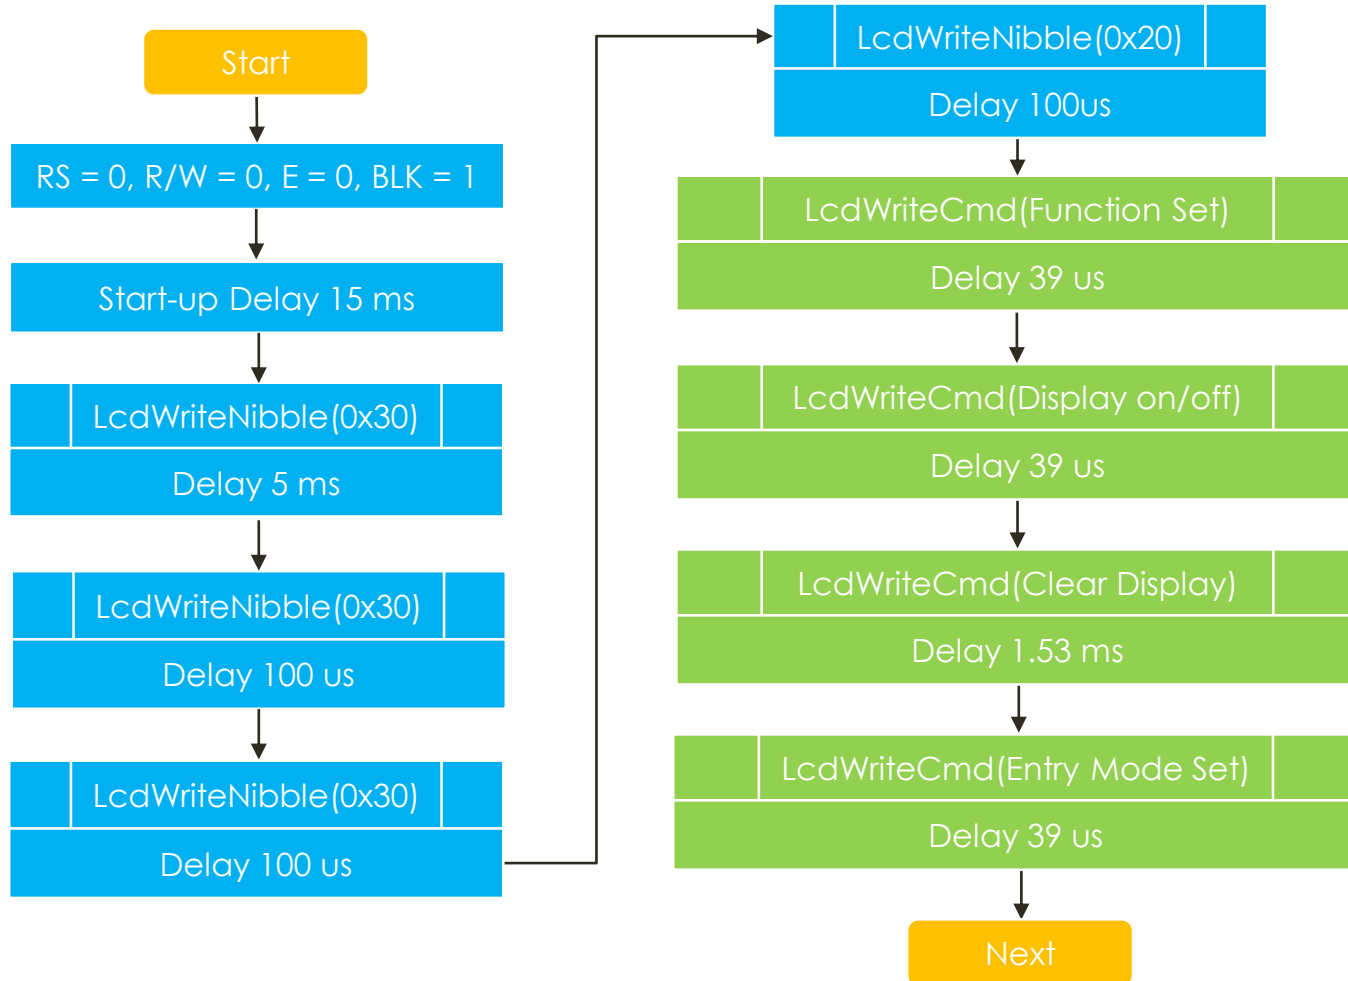 Start
RS = 0, R/W = 0, E = 0, BLK = 1
Start-up Delay 15 ms
LcdWriteNibble(0x30)
Delay 5 ms
LcdWriteNibble(0x30)
Delay 100 us
LcdWriteNibble(0x30)
Delay 100 us
LcdWriteNibble(0x20)
Delay 100us
LcdWriteCmd(Function Set)
Delay 39 us
LcdWriteCmd(Display on/off)
Delay 39 us
LcdWriteCmd(Clear Display)
Delay 1.53 ms
LcdWriteCmd(Entry Mode Set)
Delay 39 us
Next